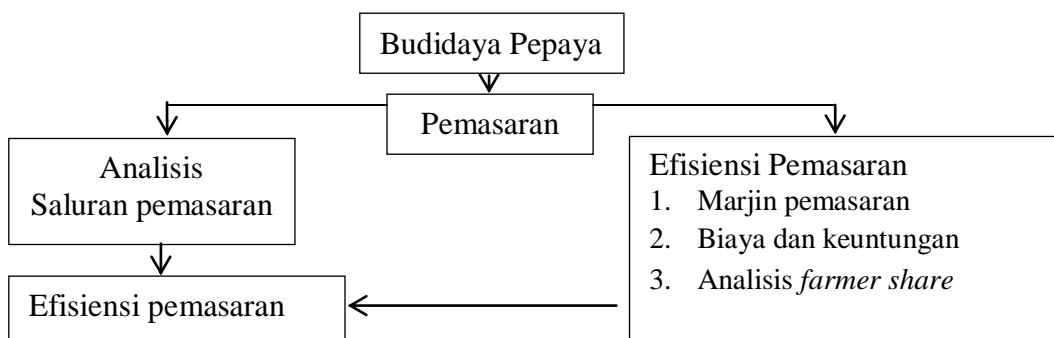 Budidaya Pepaya
Pemasaran
Analisis
Saluran pemasaran
Efisiensi Pemasaran
1. Marjin pemasaran
2. Biaya dan keuntungan
3. Analisis farmer share
Efisiensi pemasaran